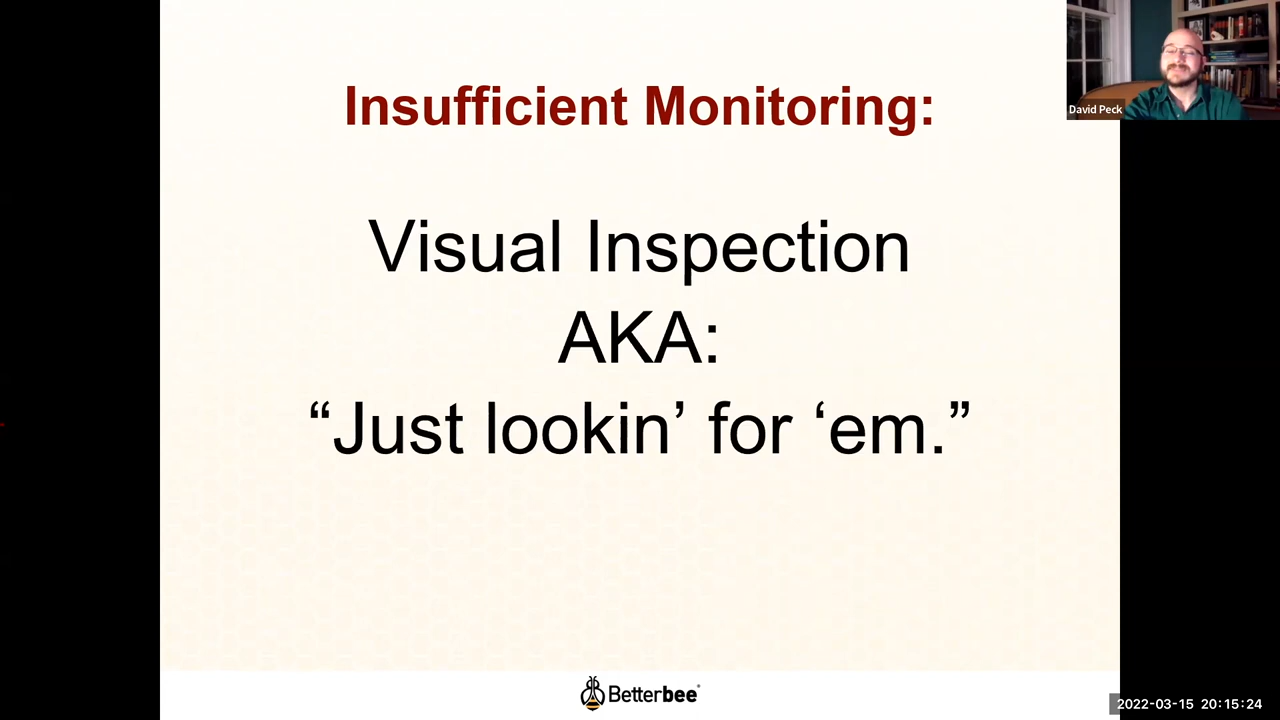 Insufficient Monitoring:
David Peck
Visual Inspection
AKA:
“Just lookin’ for ‘em.”
Betterbee
2022-03-15 20:15:24